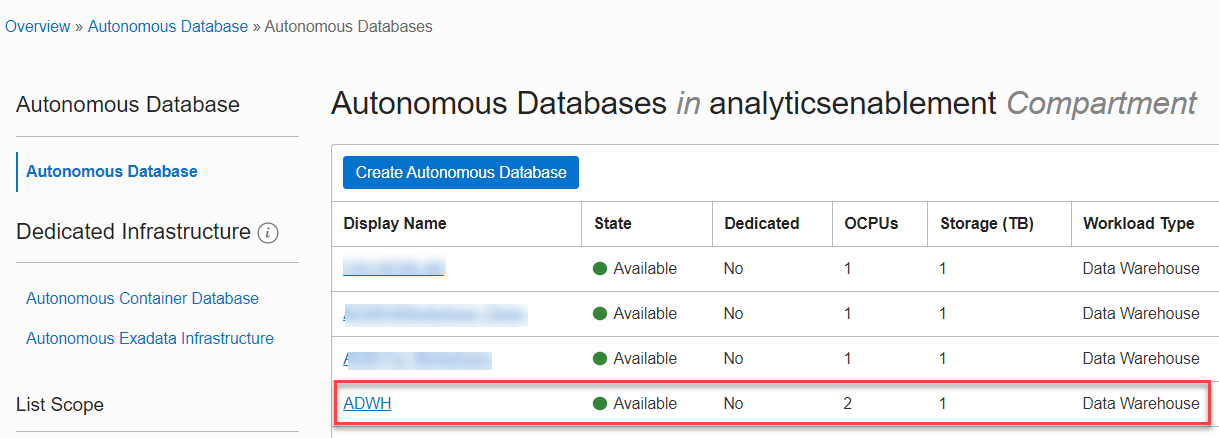 Overview » Autonomous Database » Autonomous Databases
Autonomous Database
Autonomous Database
Dedicated Infrastructure i
Autonomous Container Database
Autonomous Exadata Infrastructure
List Scope
Autonomous Databases in analyticsenablement Compartment
Create Autonomous Database
Display Name State Dedicated OCPUs Storage (TB) Workload Type
Available No 1 1 Data Warehouse
Available No 1 1 Data Warehouse
Available No 1 1 Data Warehouse
ADWH Available No 2 1 Data Warehouse